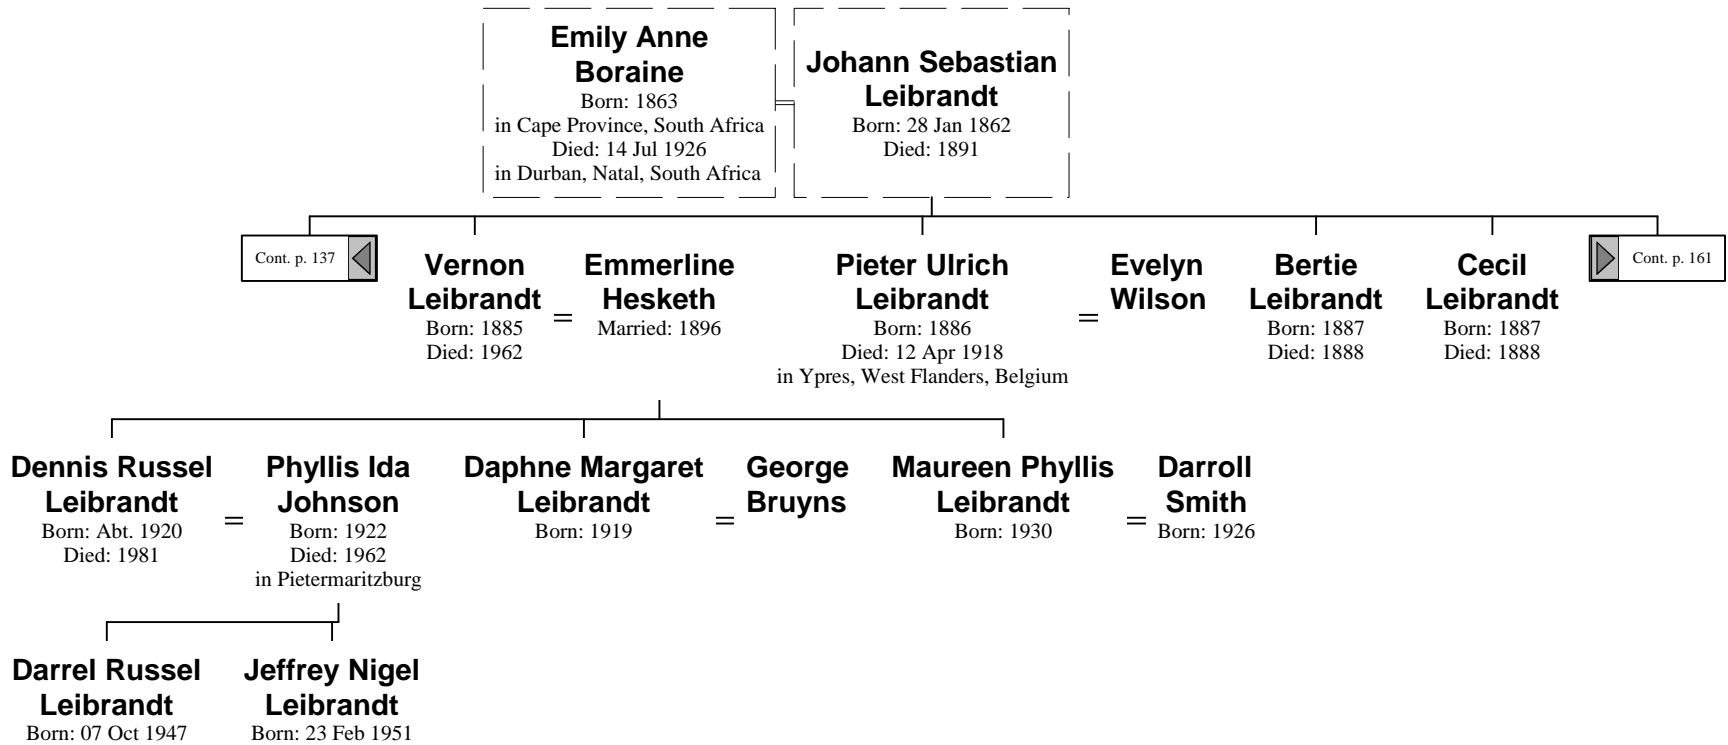 Emily Anne
Boraine
Born: 1863
in Cape Province, South Africa
Died: 14 Jul 1926
in Durban, Natal, South Africa
Johann Sebastian
Leibrandt
Born: 28 Jan 1862
Died: 1891
Cont. p. 137
Vernon
Leibrandt
Born: 1885
Died: 1962
=
Emmerline
Hesketh
Married: 1896
Pieter Ulrich
Leibrandt
Born: 1886
Died: 12 Apr 1918
in Ypres, West Flanders, Belgium
=
Evelyn
Wilson
Bertie
Leibrandt
Born: 1887
Died: 1888
Cecil
Leibrandt
Born: 1887
Died: 1888
Cont. p. 161
Dennis Russel
Leibrandt
Born: Abt. 1920
Died: 1981
=
Phyllis Ida
Johnson
Born: 1922
Died: 1962
in Pietermaritzburg
Daphne Margaret
Leibrandt
Born: 1919
=
George
Bruyns
Maureen Phyllis
Leibrandt
Born: 1930
=
Darroll
Smith
Born: 1926
Darrel Russel
Leibrandt
Born: 07 Oct 1947
Jeffrey Nigel
Leibrandt
Born: 23 Feb 1951